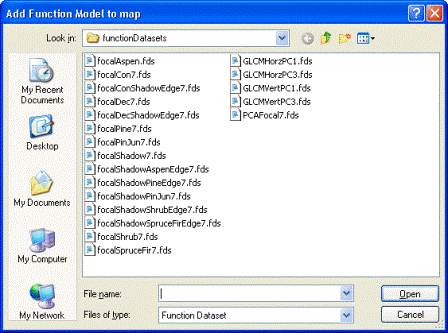 Add Function Model to map
Look in: functionDatasets
My Recent
Documents
Desktop
My Documents
My Computer
My Network
focalAspen.fds
focalCon7.fds
focalConShadowEdge7.fds
focalDec7.fds
focalDecShadowEdge7.fds
focalPine7.fds
focalPinJun7.fds
focalShadow7.fds
focalShadowAspenEdge7.fds
focalShadowPineEdge7.fds
focalShadowPinJun7.fds
focalShadowShrubEdge7.fds
focalShadowSpruceFirEdge7.fds
focalShrub7.fds
focalSpruceFir7.fds
GLCMHorzPC1.fds
GLCMHorzPC3.fds
GLCMVertPC1.fds
GLCMVertPC3.fds
PCAFocal7.fds
File name:
Open
Files of type: Function Dataset
Cancel